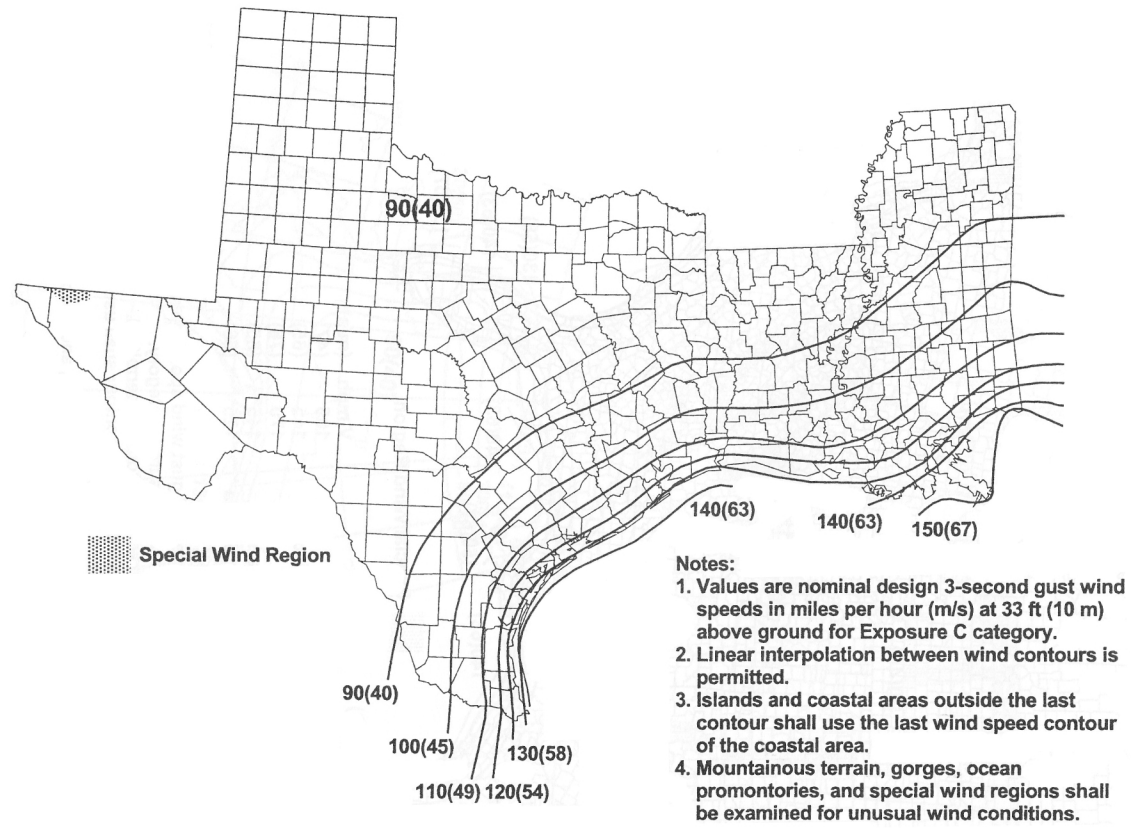 90(40)
140(63)
140(63)
150(67)
Special Wind Region
90(40)
100(45)
130(58)
110(49) 120(54)
Notes:
1. Values are nominal design 3-second gust wind
speeds in miles per hour (m/s) at 33 ft (10 m)
above ground for Exposure C category.
2. Linear interpolation between wind contours is
permitted.
3. Islands and coastal areas outside the last
contour shall use the last wind speed contour
of the coastal area.
4. Mountainous terrain, gorges, ocean
promontories, and special wind regions shall
be examined for unusual wind conditions.